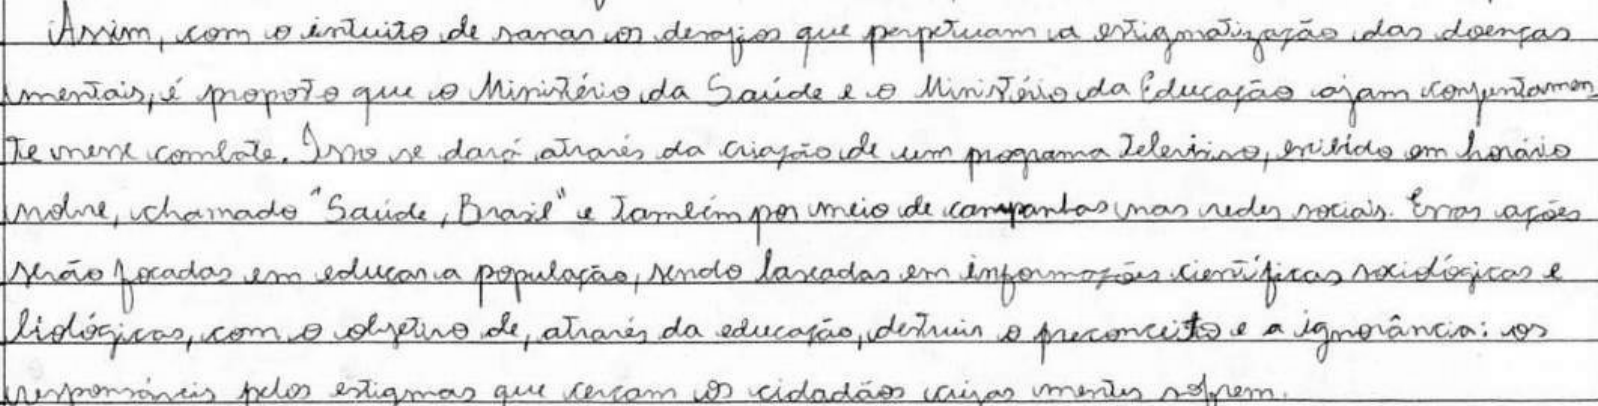 Assim, com o intuito de sanar os desafios que perpetuam a estigmatização das doenças
mentais, é proposto que o Ministério da Saúde e o Ministério da Educação ajam conjuntamen-
te nesse combate. Isso se dará através da criação de um programa televisivo, exibido em horário
nobre, chamado "Saúde, Brasil" e também por meio de campanhas nas redes sociais. Essas ações
serão focadas em educar a população, sendo baseadas em informações científicas sociológicas e
biológicas, com o objetivo de, através da educação, destruir o preconceito e a ignorância: os
responsáveis pelos estigmas que cercam os cidadãos cujas mentes sofrem.